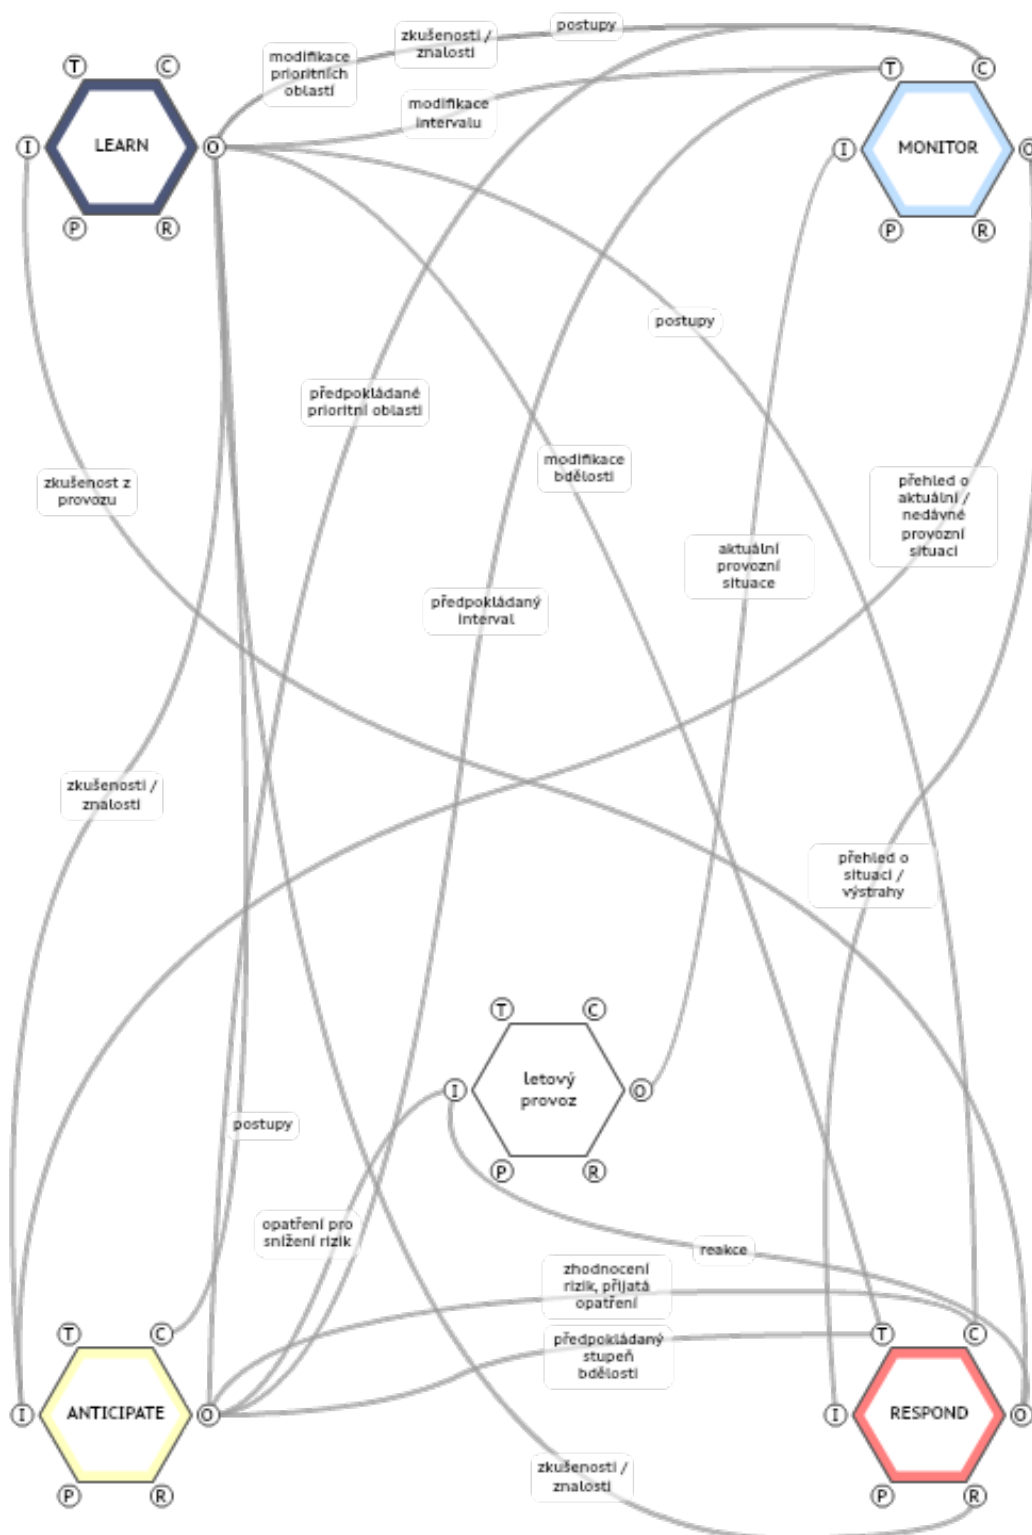 postupy
zkušenosti /
znalosti
modifikace
prioritních
oblastí
T
C
T
C
modifikace
intervalu
I
LEARN
O
I
MONITOR
O
P
R
P
R
postupy
předpokládané
prioritní oblasti
modifikace
bdělosti
zkušenost z
provozu
přehled o
aktuální /
nedávné
provozní
situaci
aktuální
provozní
situace
předpokládaný
interval
zkušenosti /
znalosti
přehled o
situaci /
výstrahy
T
C
I
letový
provoz
O
postupy
P
R
opatření pro
snížení rizik
reakce
zhodnocení
rizik, přijatá
opatření
T
C
předpokládaný
stupeň
bdělosti
T
C
I
ANTICIPATE
O
I
RESPOND
O
zkušenosti /
znalosti
P
R
P
R